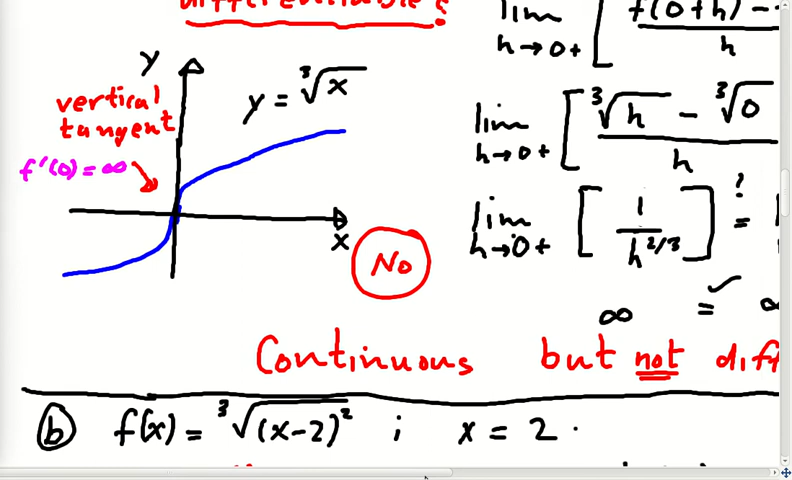 differentiable?
y
y = ∛x
vertical
tangent
f'(0) = ∞
x
No
lim h→0+ [ f(0+h) -
h
lim h→0+ [ ∛h - ∛0
h
lim h→0+ [ 1 / h^2/3 ] ?=
∞ = ✓
Continuous but not
(b) f(x) = ∛(x-2)² ; x = 2.